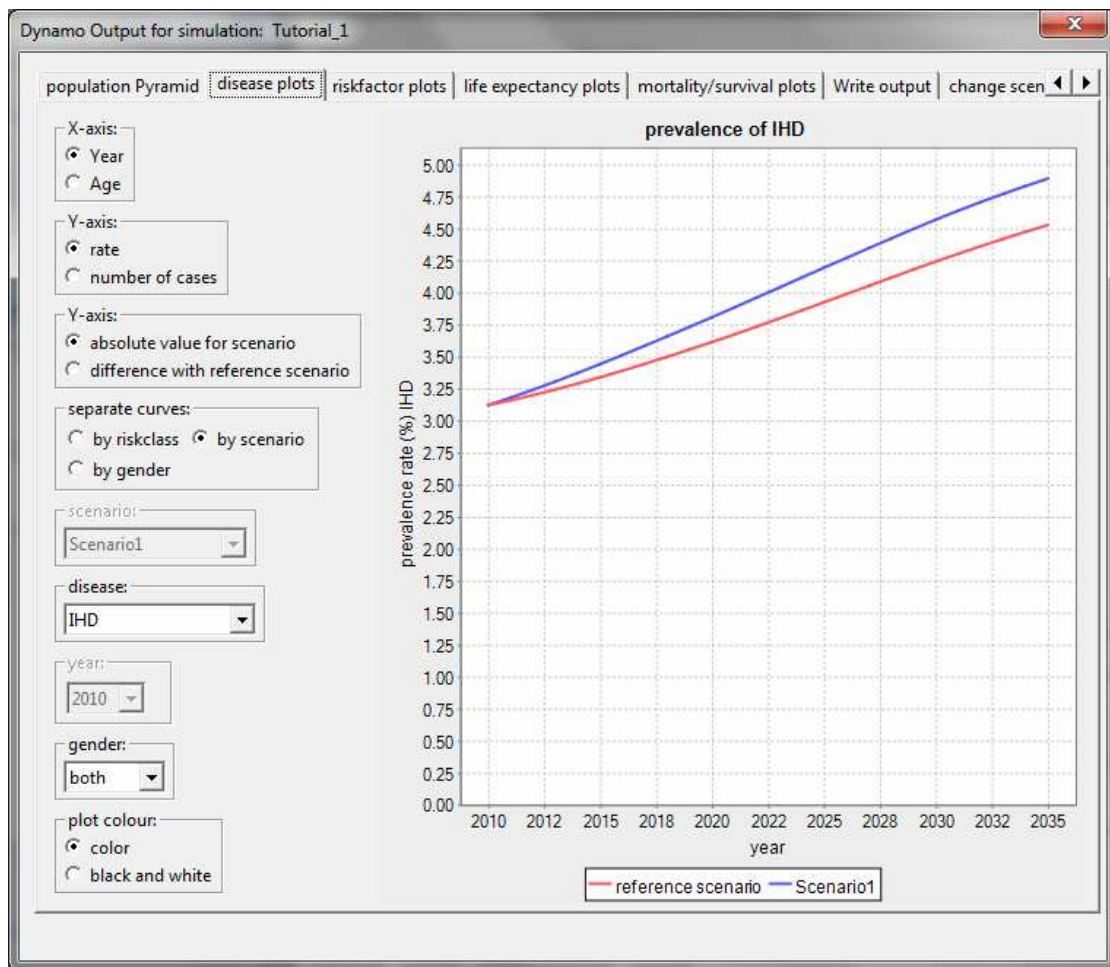 Dynamo Output for simulation: Tutorial_1
population Pyramid disease plots riskfactor plots life expectancy plots mortality/survival plots Write output change scen
X-axis:
Year
Age
Y-axis:
rate
number of cases
Y-axis:
absolute value for scenario
difference with reference scenario
separate curves:
by riskclass by scenario
by gender
scenario:
Scenario1
disease:
IHD
year:
2010
gender:
both
plot colour:
color
black and white
prevalence of IHD
prevalence rate (%) IHD
5.00
4.75
4.50
4.25
4.00
3.75
3.50
3.25
3.00
2.75
2.50
2.25
2.00
1.75
1.50
1.25
1.00
0.75
0.50
0.25
0.00
2010 2012 2015 2018 2020 2022 2025 2028 2030 2032 2035
year
reference scenario Scenario1